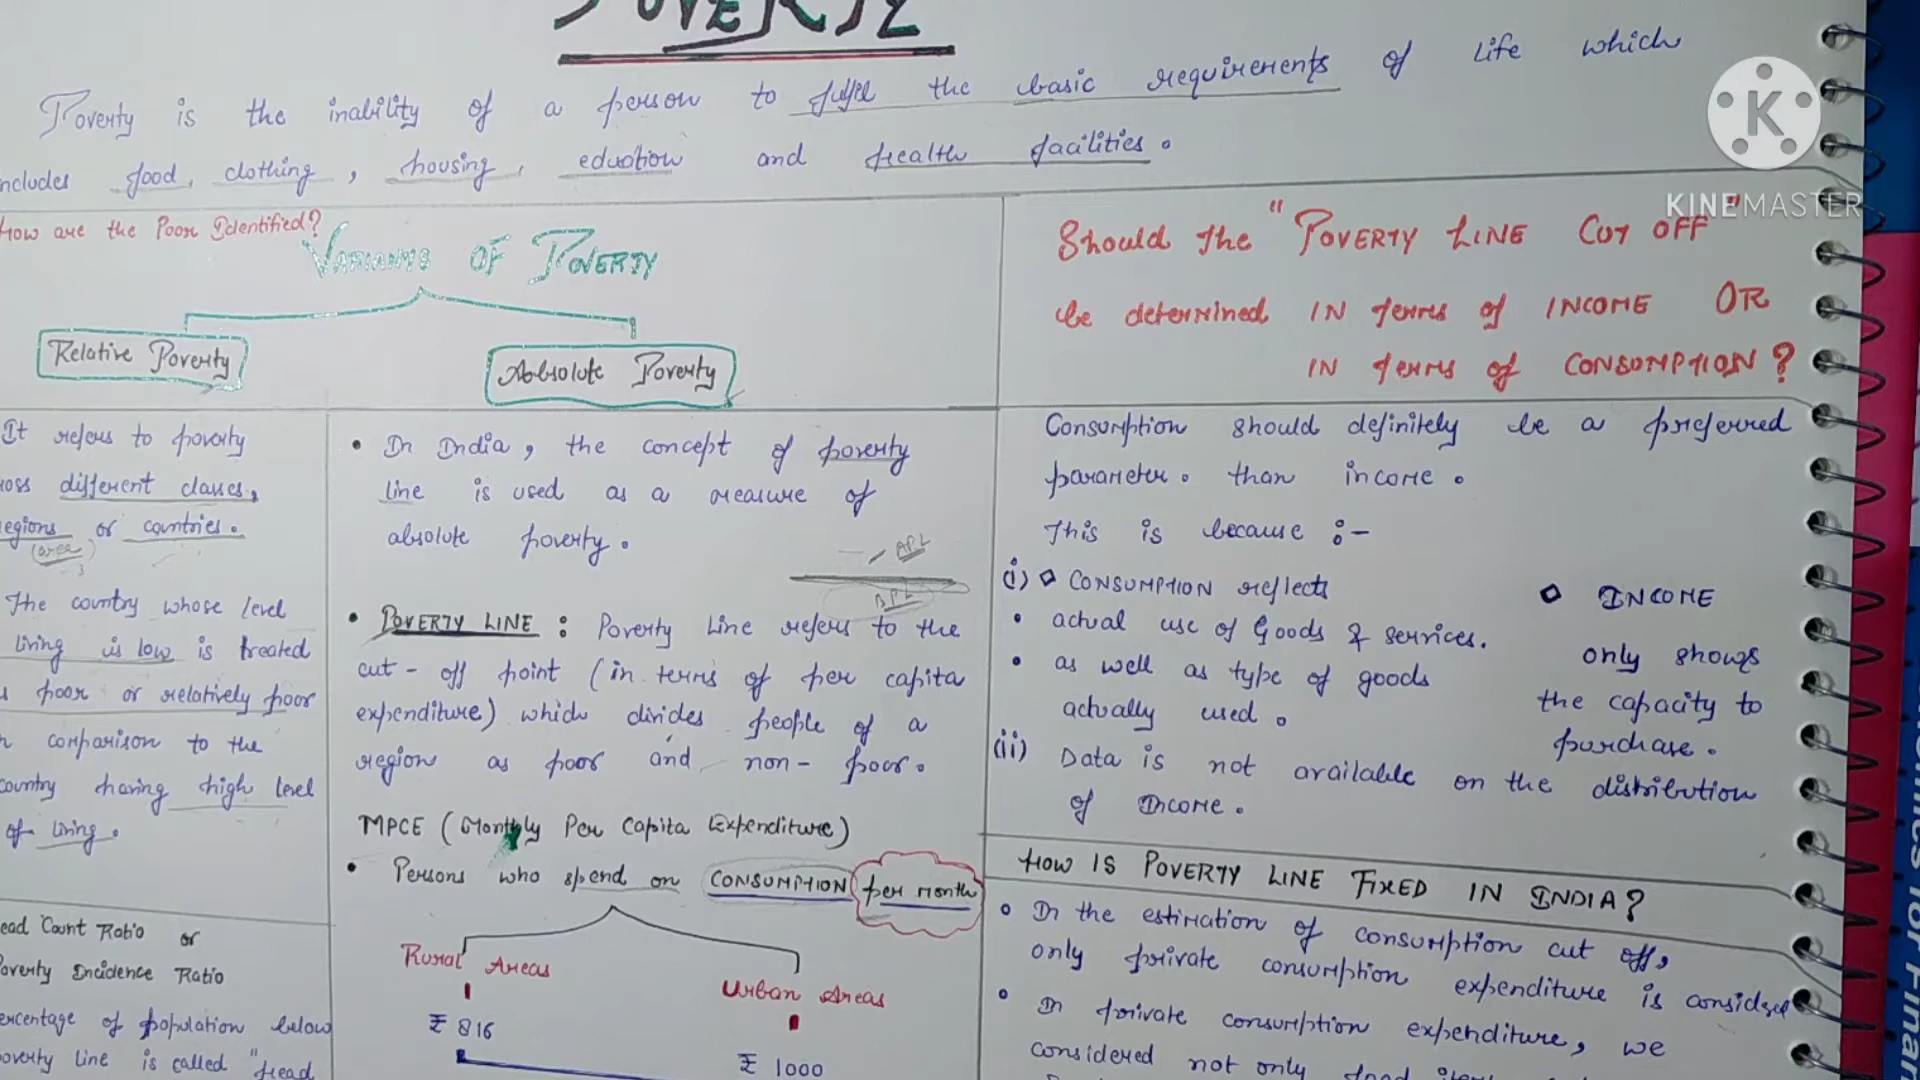 POVERTY
Poverty is the inability of a person to fulfil the basic requirements of life which
includes food, clothing, housing, eduction and health facilities.
How are the Poor Identified?
VARIANTS OF POVERTY
Relative Poverty
Absolute Poverty
It refers to poverty
different classes,
regions or countries.
(area)
The country whose level
living is low is treated
poor or relatively poor
comparison to the
country having high level
of living.
Head Count Ratio or
Poverty Incidence Ratio
Percentage of population below
poverty line is called "Head
• In India, the concept of poverty
line is used as a measure of
absolute poverty.
APL
BPL
• POVERTY LINE : Poverty Line refers to the
cut-off point (in terms of per capita
expenditure) which divides people of a
region as poor and non-poor.
MPCE (Monthly Per Capita Expenditure)
• Persons who spend on CONSUMPTION per month
Rural Areas
Urban Areas
₹ 816
₹ 1000
Should the "POVERTY LINE CUT OFF"
be determined IN terms of INCOME OR
IN terms of CONSUMPTION?
Consumption should definitely be a preferred
parameter. than income.
This is because :-
(i) CONSUMPTION reflects
• actual use of Goods & services.
• as well as type of goods
actually used.
INCOME
only shows
the capacity to
purchase.
(ii) Data is not available on the distribution
of Income.
HOW IS POVERTY LINE FIXED IN INDIA?
In the estimation of consumption cut off,
only private consumption expenditure is considered
In private consumption expenditure, we
considered not only food
KINEMASTER
K